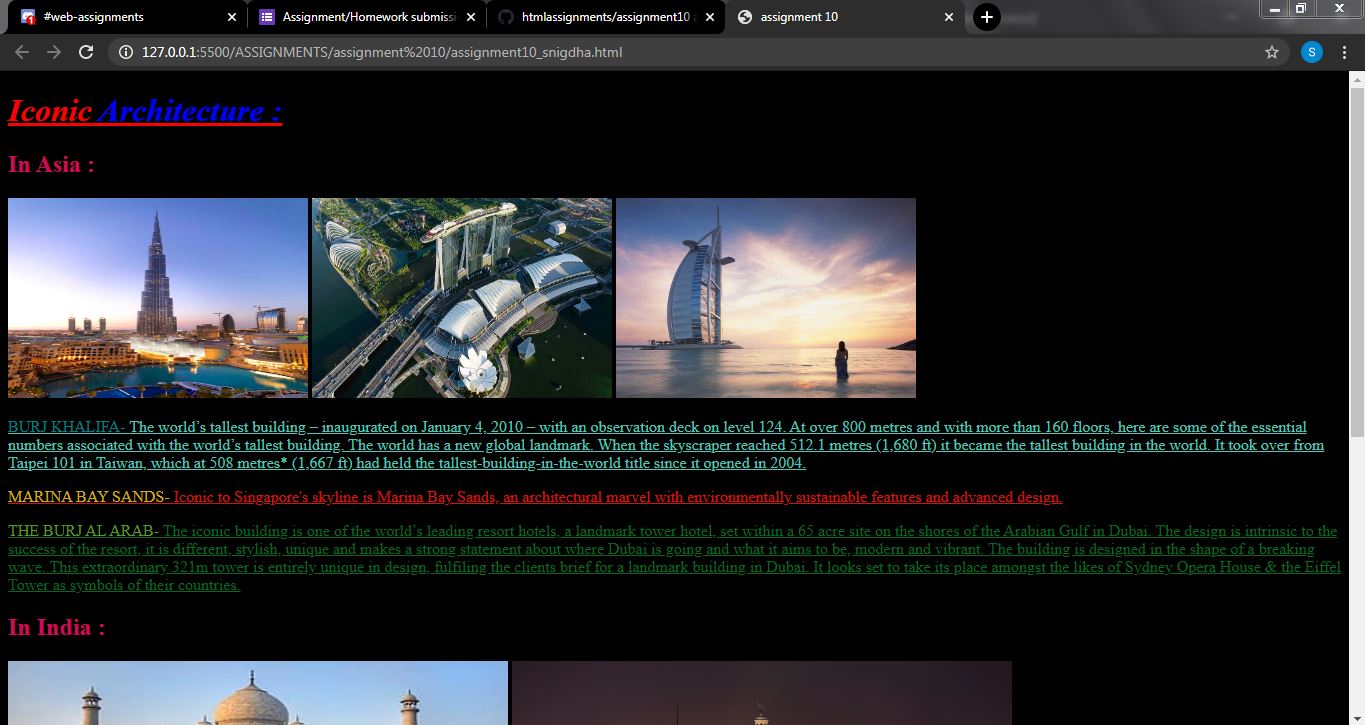 #web-assignments
Assignment/Homework submissi
htmlassignments/assignment10
assignment 10
127.0.0.1:5500/ASSIGNMENTS/assignment%2010/assignment10_snigdha.html
S
Iconic Architecture :
In Asia :
BURJ KHALIFA- The world’s tallest building – inaugurated on January 4, 2010 – with an observation deck on level 124. At over 800 metres and with more than 160 floors, here are some of the essential
numbers associated with the world’s tallest building. The world has a new global landmark. When the skyscraper reached 512.1 metres (1,680 ft) it became the tallest building in the world. It took over from
Taipei 101 in Taiwan, which at 508 metres* (1,667 ft) had held the tallest-building-in-the-world title since it opened in 2004.
MARINA BAY SANDS- Iconic to Singapore's skyline is Marina Bay Sands, an architectural marvel with environmentally sustainable features and advanced design.
THE BURJ AL ARAB- The iconic building is one of the world’s leading resort hotels, a landmark tower hotel, set within a 65 acre site on the shores of the Arabian Gulf in Dubai. The design is intrinsic to the
success of the resort, it is different, stylish, unique and makes a strong statement about where Dubai is going and what it aims to be, modern and vibrant. The building is designed in the shape of a breaking
wave. This extraordinary 321m tower is entirely unique in design, fulfiling the clients brief for a landmark building in Dubai. It looks set to take its place amongst the likes of Sydney Opera House & the Eiffel
Tower as symbols of their countries.
In India :